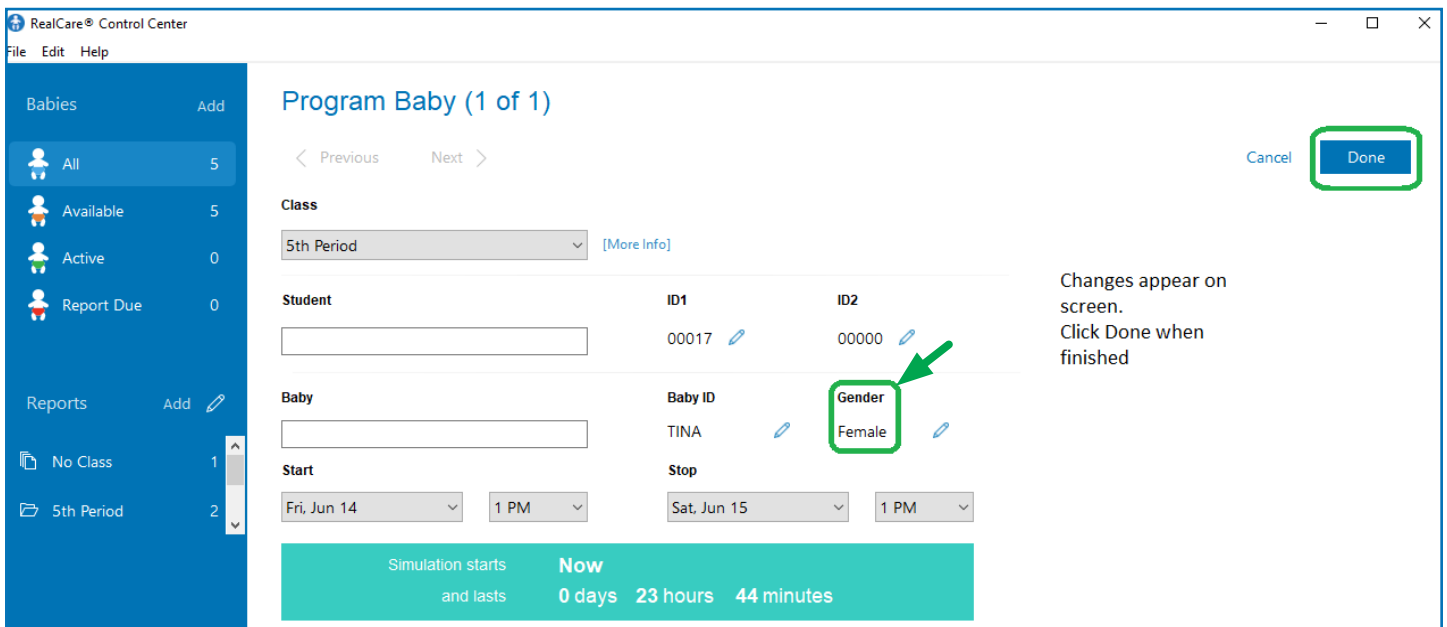 RealCare® Control Center
File Edit Help
Babies Add
All 5
Available 5
Active 0
Report Due 0
Reports Add
No Class 1
5th Period 2
Program Baby (1 of 1)
Previous Next
Cancel Done
Class
5th Period [More Info]
Student ID1 ID2
00017 00000
Baby Baby ID Gender
TINA Female
Start Stop
Fri, Jun 14 1 PM Sat, Jun 15 1 PM
Simulation starts Now
and lasts 0 days 23 hours 44 minutes
Changes appear on
screen.
Click Done when
finished